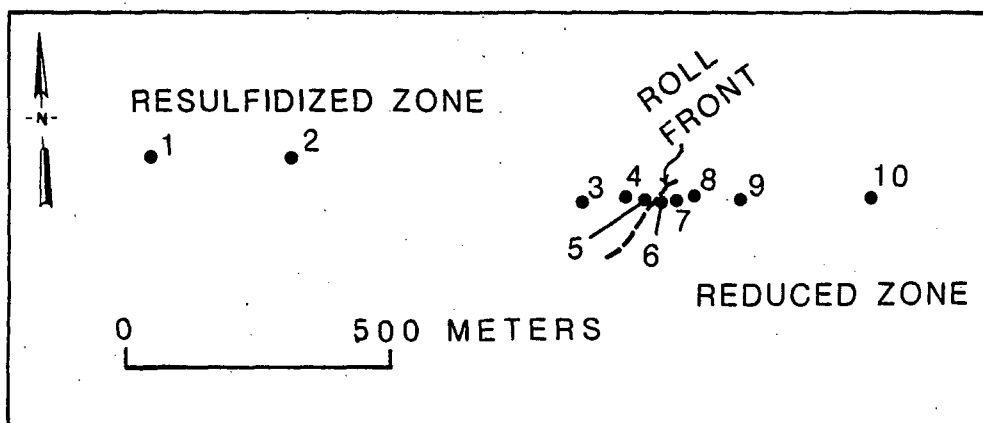 ROLL
FRONT
-N-
RESULFIDIZED ZONE
1
2
3
4
5
6
7
8
9
10
REDUCED ZONE
0
500 METERS